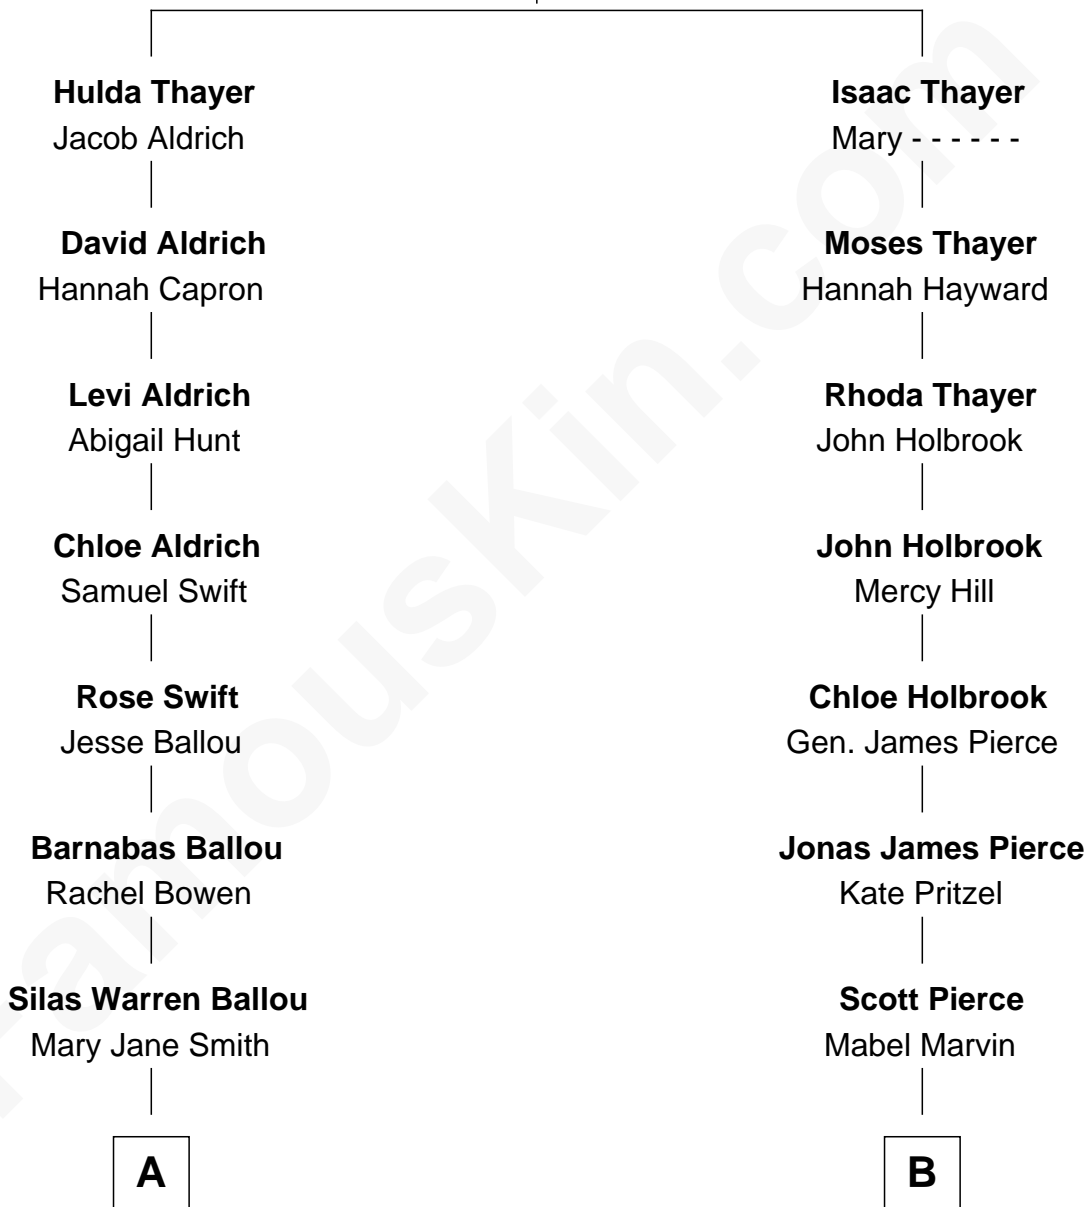 Hulda Thayer
Jacob Aldrich
David Aldrich
Hannah Capron
Levi Aldrich
Abigail Hunt
Chloe Aldrich
Samuel Swift
Rose Swift
Jesse Ballou
Barnabas Ballou
Rachel Bowen
Silas Warren Ballou
Mary Jane Smith
A
Isaac Thayer
Mary - - - - - -
Moses Thayer
Hannah Hayward
Rhoda Thayer
John Holbrook
John Holbrook
Mercy Hill
Chloe Holbrook
Gen. James Pierce
Jonas James Pierce
Kate Pritzel
Scott Pierce
Mabel Marvin
B
FamousKin.com